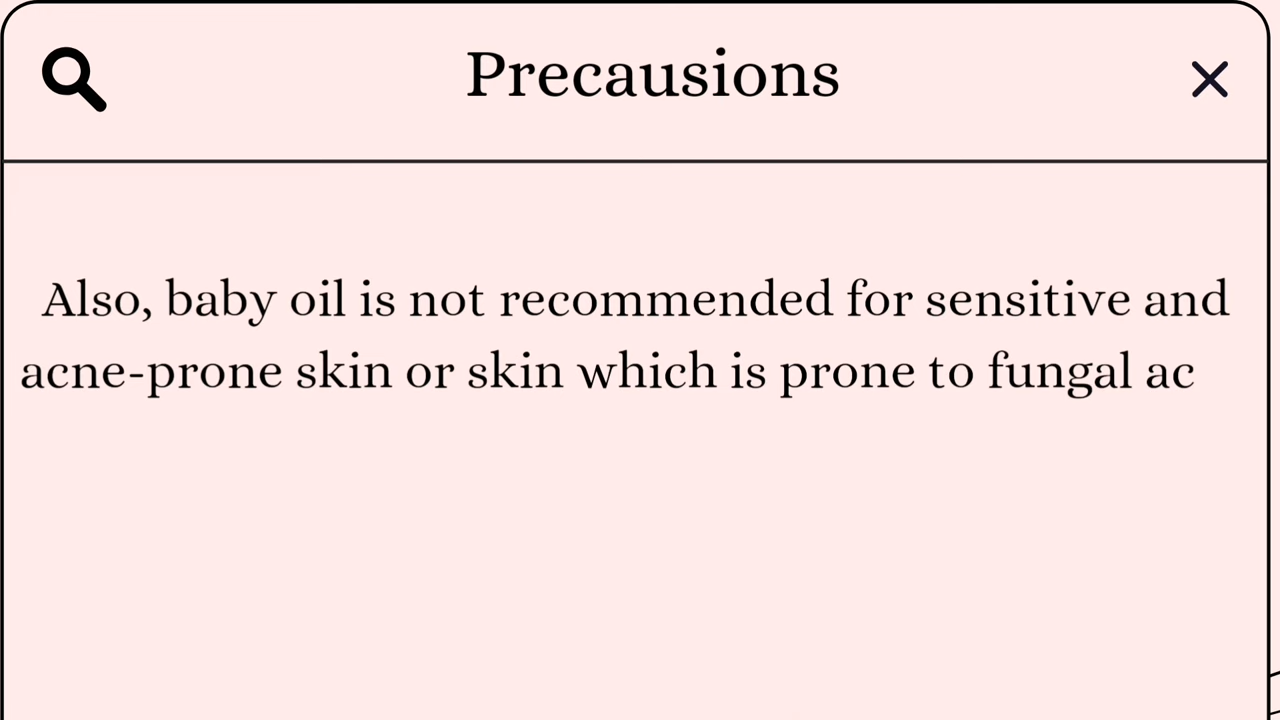 Precausions
Also, baby oil is not recommended for sensitive and
acne-prone skin or skin which is prone to fungal ac